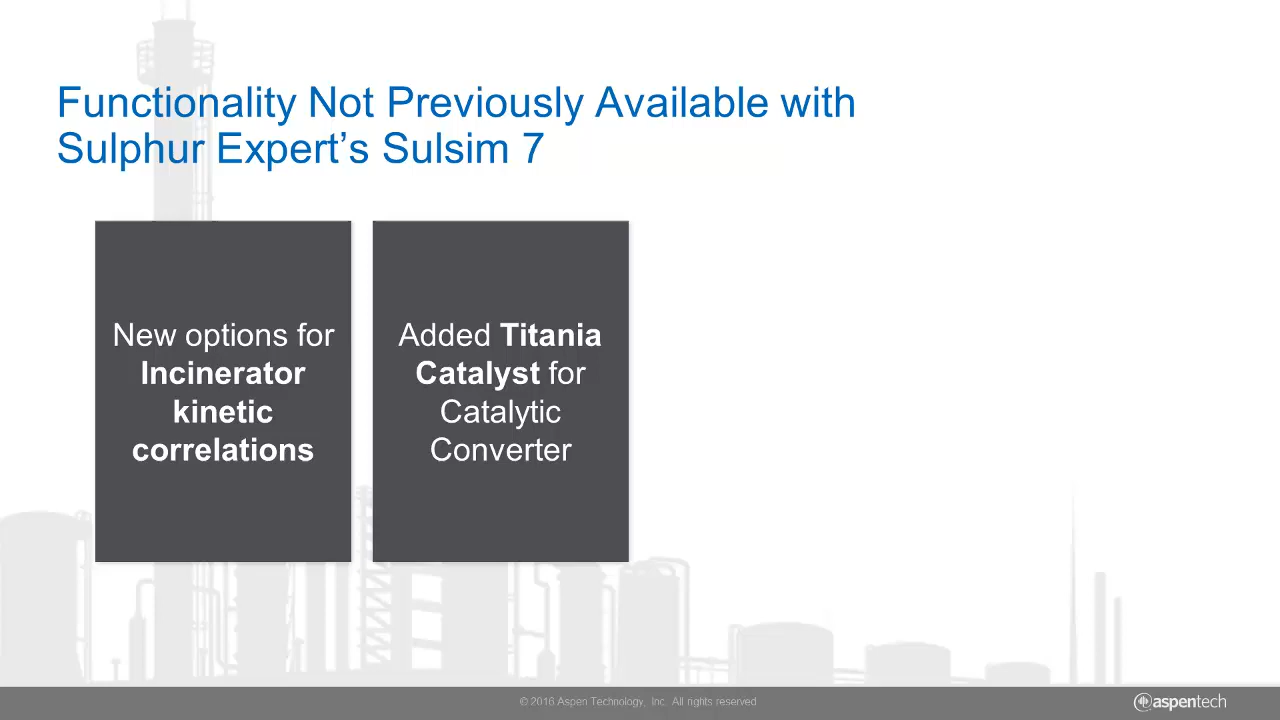 Functionality Not Previously Available with
Sulphur Expert’s Sulsim 7
New options for
Incinerator
kinetic
correlations
Added Titania
Catalyst for
Catalytic
Converter
© 2016 Aspen Technology, Inc. All rights reserved
aspentech